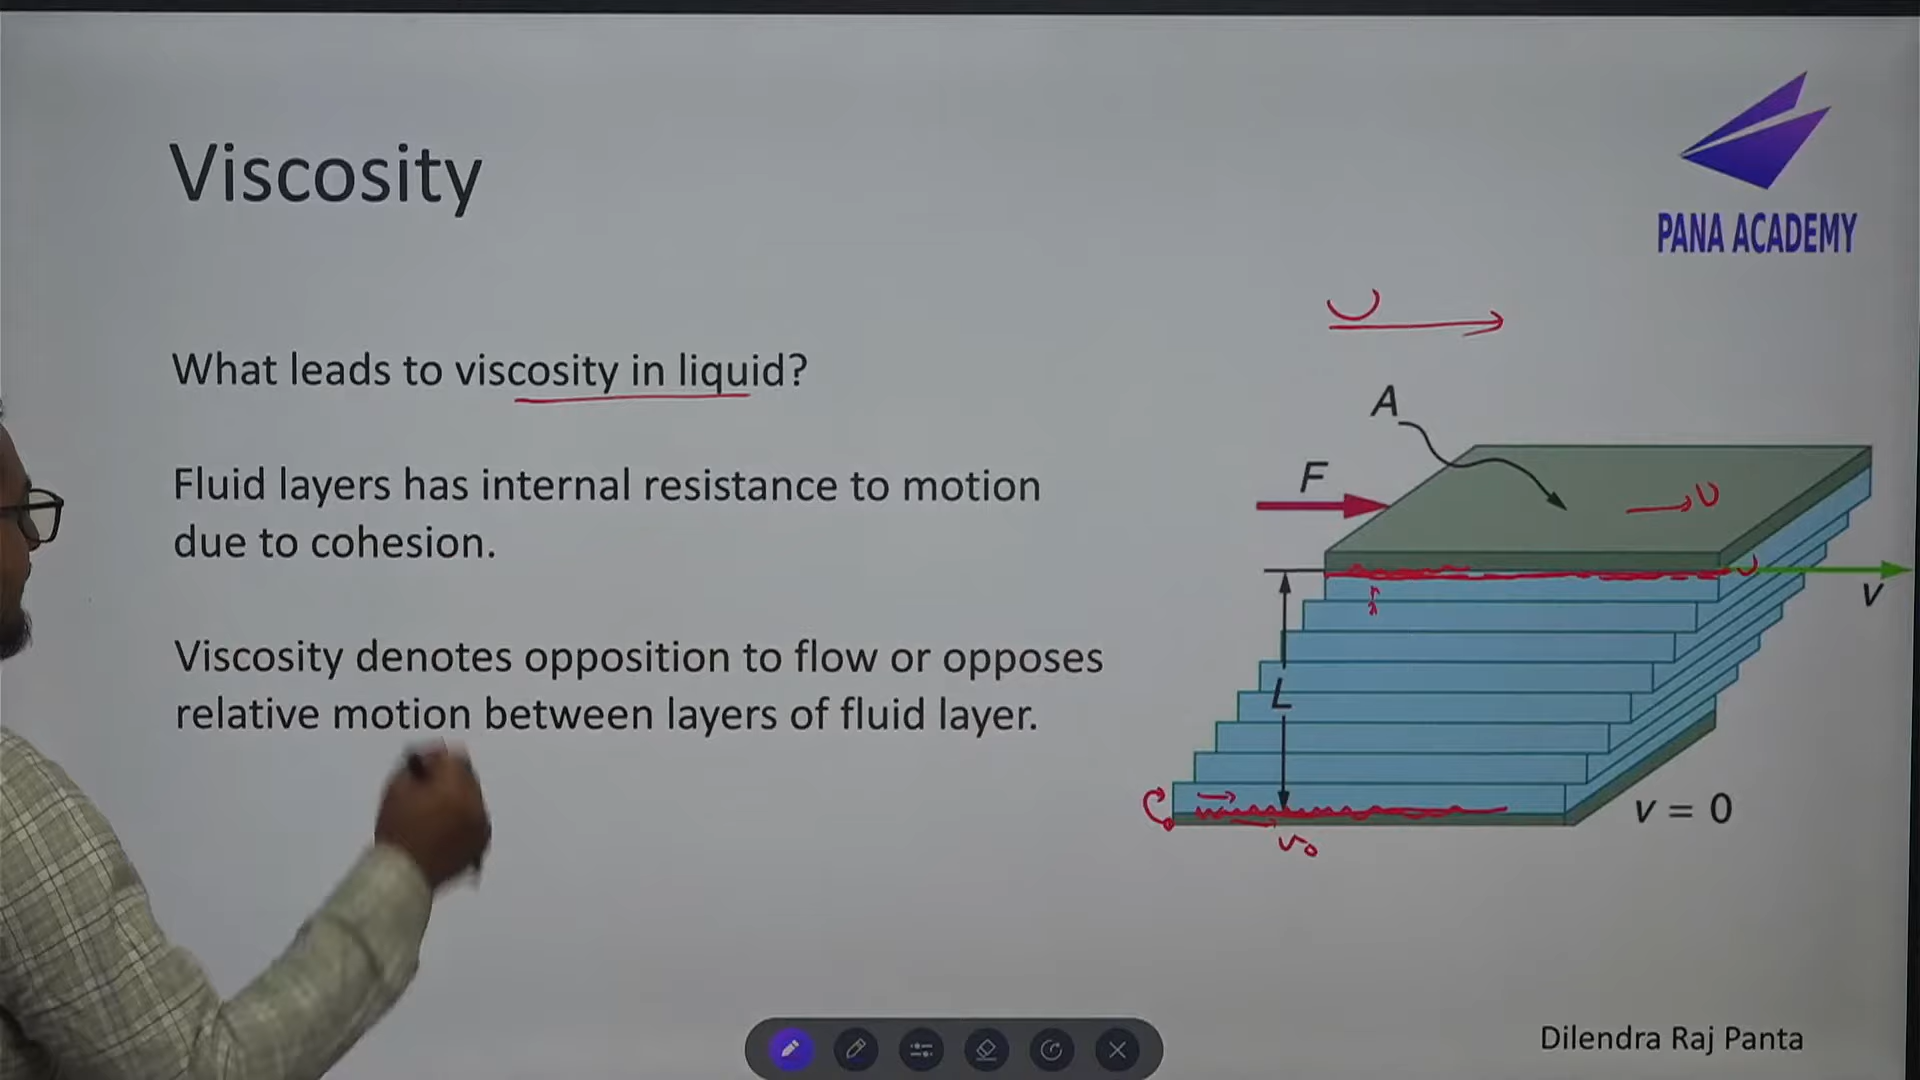 Viscosity
PANA ACADEMY
What leads to viscosity in liquid?
Fluid layers has internal resistance to motion
due to cohesion.
Viscosity denotes opposition to flow or opposes
relative motion between layers of fluid layer.
U
A
F
U
v
L
v = 0
v₀
Dilendra Raj Panta